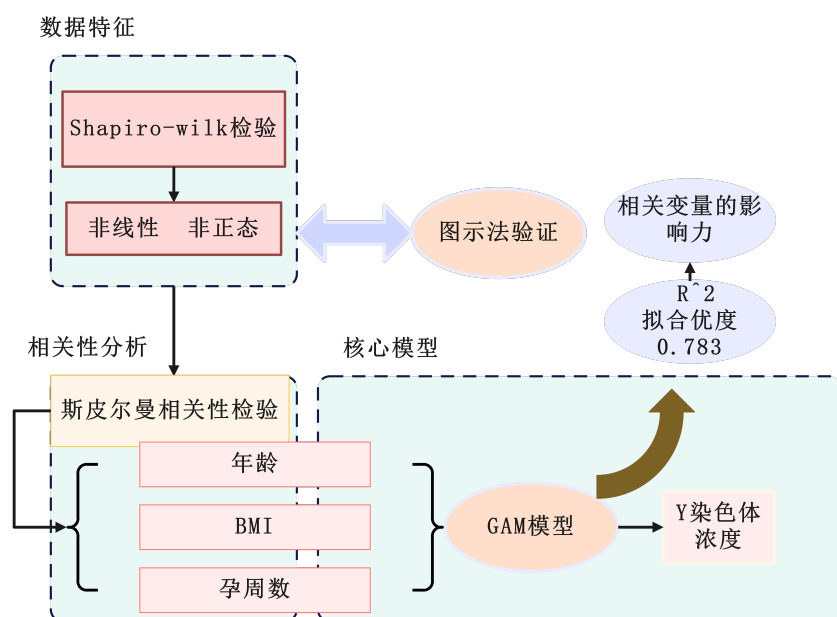 数据特征
Shapiro-wilk检验
非线性 非正态
图示法验证
相关变量的影
响力
R^2
拟合优度
0.783
相关性分析
核心模型
斯皮尔曼相关性检验
年龄
BMI
孕周数
GAM模型
Y染色体
浓度